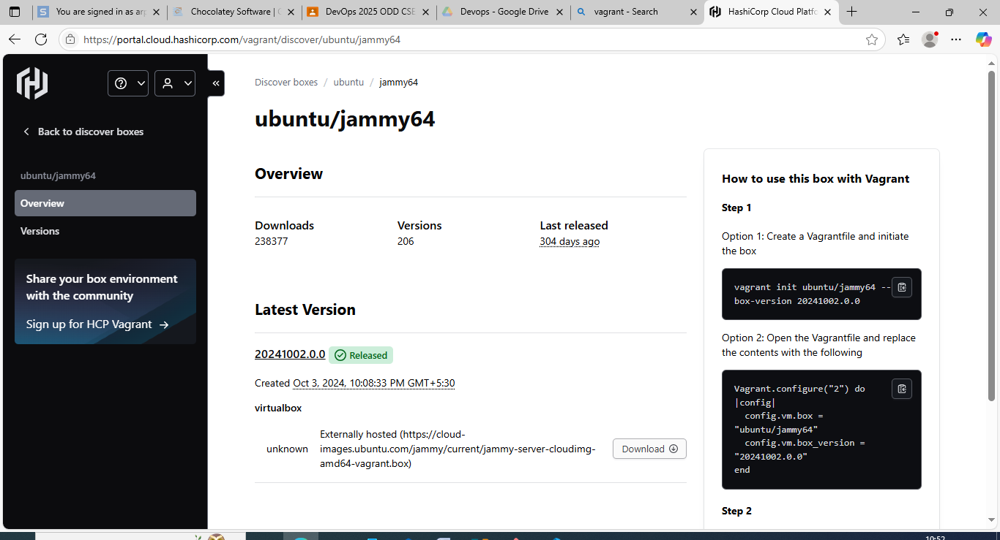 You are signed in as arp
Chocolatey Software | C
DevOps 2025 ODD CSE
Devops - Google Drive
vagrant - Search
HashiCorp Cloud Platfo
https://portal.cloud.hashicorp.com/vagrant/discover/ubuntu/jammy64
Back to discover boxes
ubuntu/jammy64
Overview
Versions
Share your box environment
with the community
Sign up for HCP Vagrant →
Discover boxes / ubuntu / jammy64
ubuntu/jammy64
Overview
Downloads
238377
Versions
206
Last released
304 days ago
Latest Version
20241002.0.0 Released
Created Oct 3, 2024, 10:08:33 PM GMT+5:30
virtualbox
unknown
Externally hosted (https://cloud-
images.ubuntu.com/jammy/current/jammy-server-cloudimg-
amd64-vagrant.box)
Download
How to use this box with Vagrant
Step 1
Option 1: Create a Vagrantfile and initiate
the box
vagrant init ubuntu/jammy64 --
box-version 20241002.0.0
Option 2: Open the Vagrantfile and replace
the contents with the following
Vagrant.configure("2") do
|config|
config.vm.box =
"ubuntu/jammy64"
config.vm.box_version =
"20241002.0.0"
end
Step 2
10:52